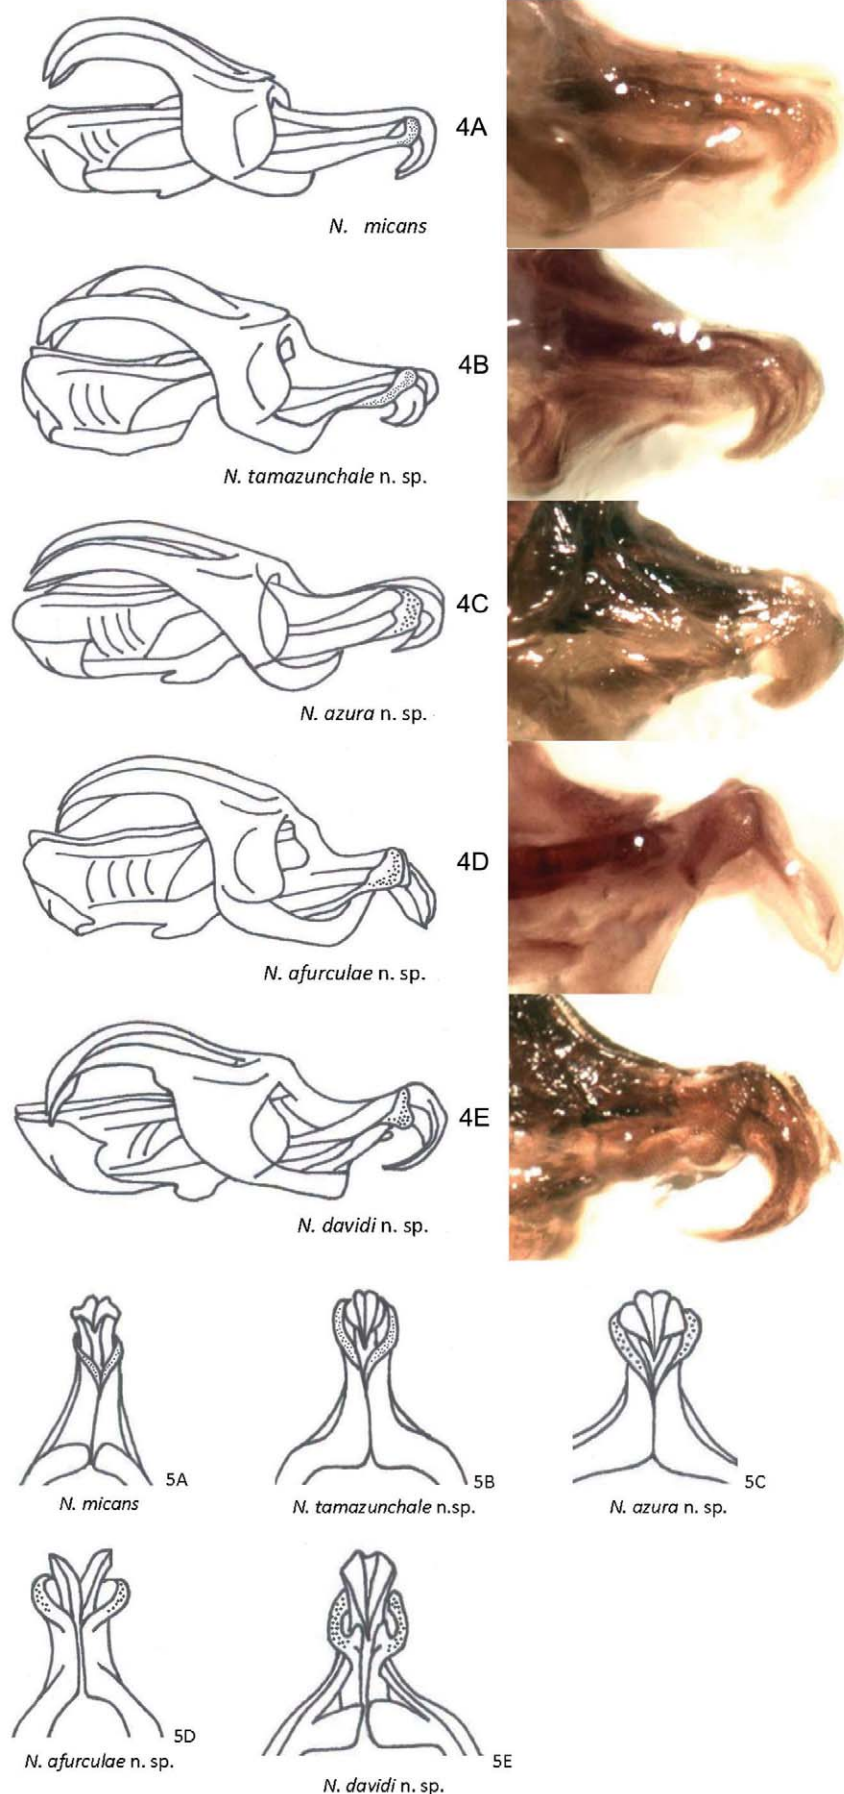 4A
N. micans
4B
N. tamazunchale n. sp.
4C
N. azura n. sp.
4D
N. afurculae n. sp.
4E
N. davidi n. sp.
5A
N. micans
5B
N. tamazunchale n.sp.
5C
N. azura n. sp.
5D
N. afurculae n. sp.
5E
N. davidi n. sp.